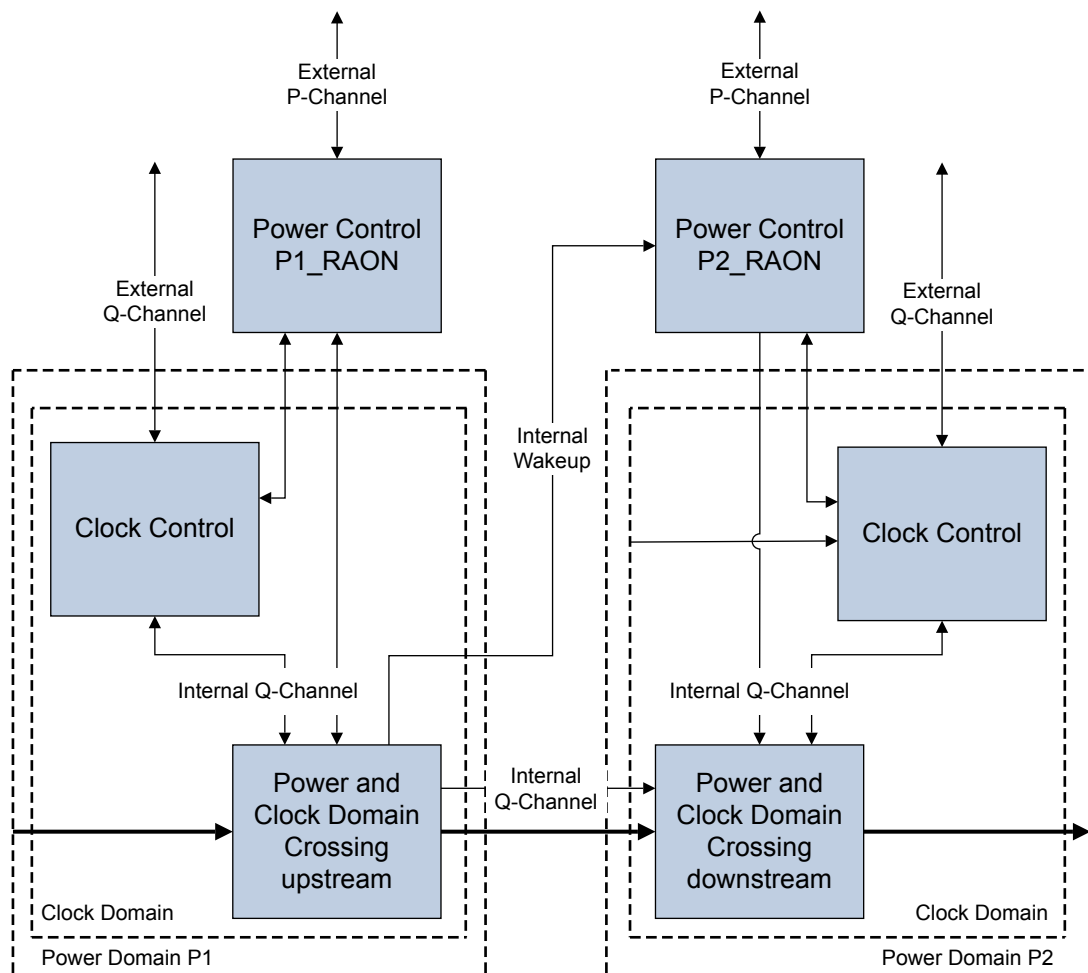 External
P-Channel
External
P-Channel
Power Control
P1_RAON
Power Control
P2_RAON
External
Q-Channel
External
Q-Channel
Internal
Wakeup
Clock Control
Clock Control
Internal Q-Channel
Internal Q-Channel
Power and
Clock Domain
Crossing
upstream
Internal
Q-Channel
Power and
Clock Domain
Crossing
downstream
Clock Domain
Clock Domain
Power Domain P1
Power Domain P2